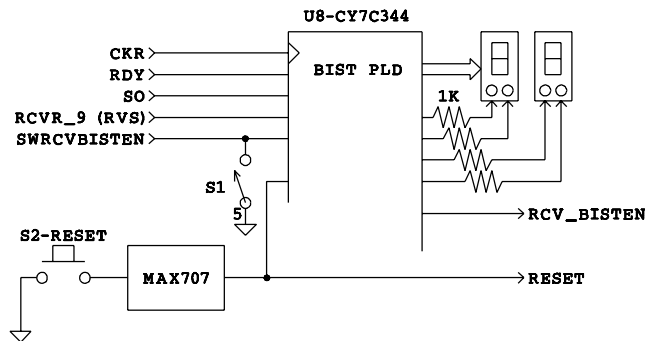 U8-CY7C344
CKR
RDY
BIST PLD
SO
1K
RCVR_9 (RVS)
SWRCVBISTEN
S1
5
RCV_BISTEN
S2-RESET
MAX707
RESET